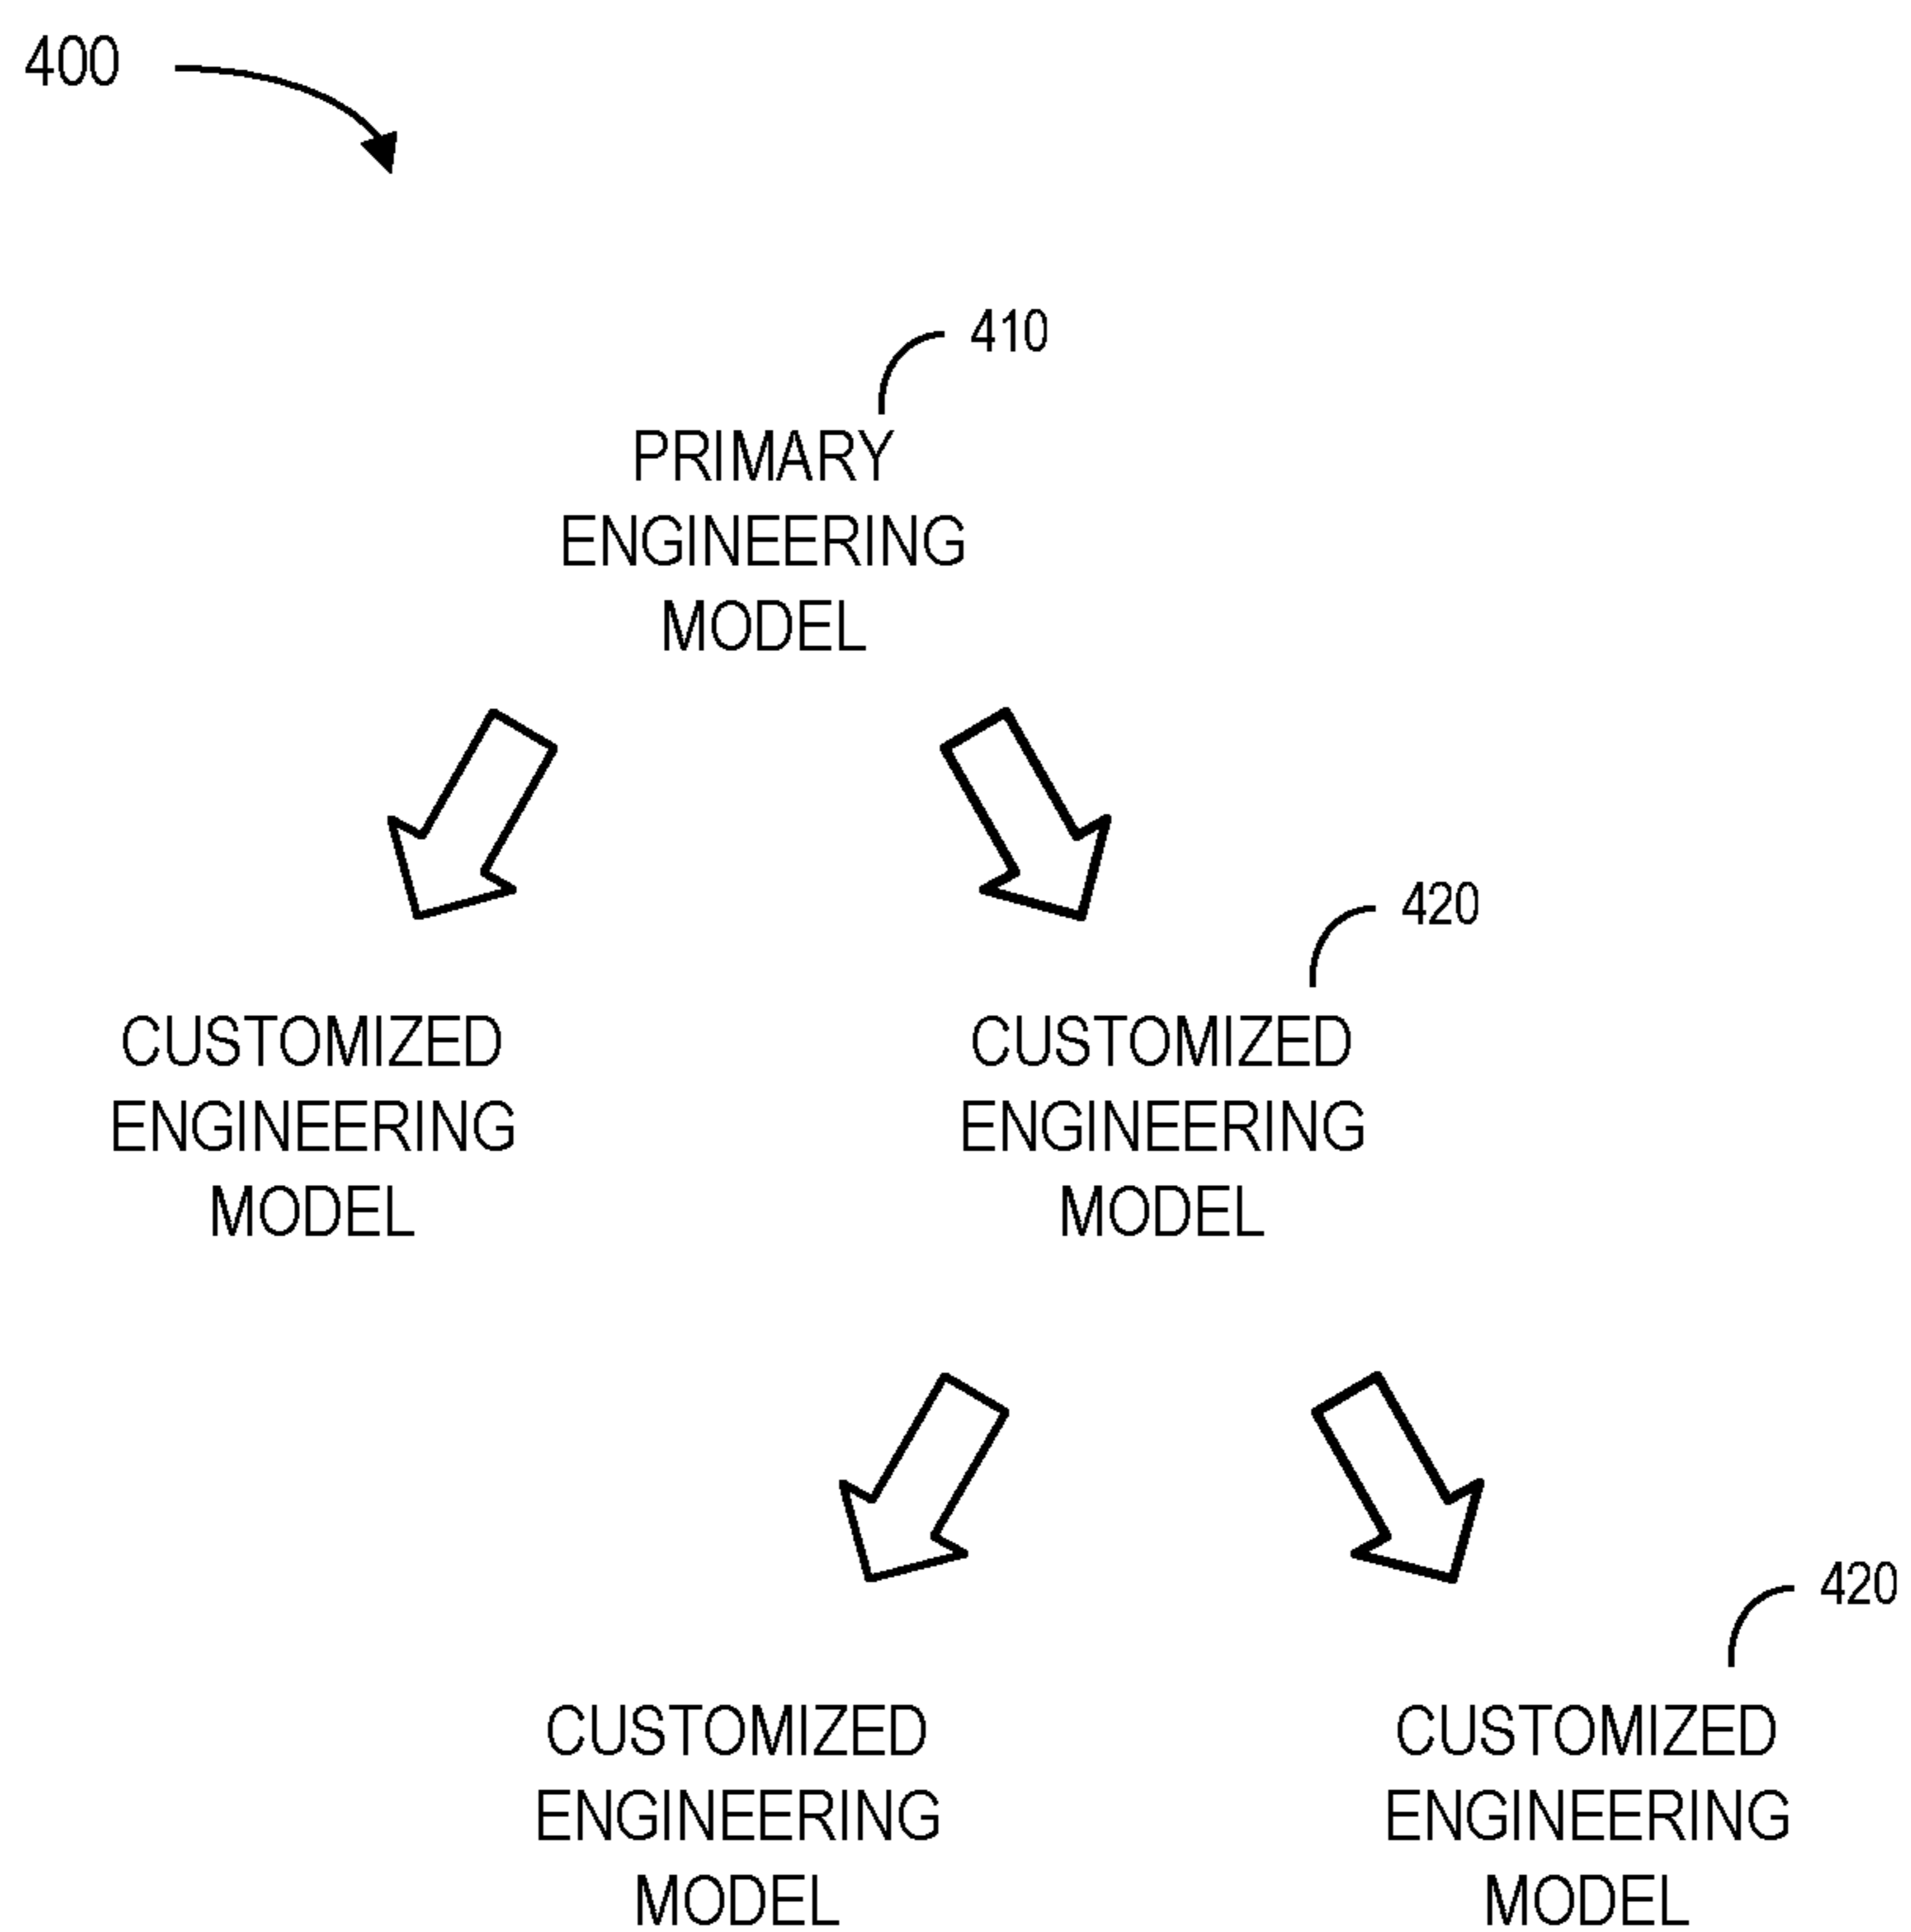 400
410
PRIMARY
ENGINEERING
MODEL
420
CUSTOMIZED
ENGINEERING
MODEL
CUSTOMIZED
ENGINEERING
MODEL
420
CUSTOMIZED
ENGINEERING
MODEL
CUSTOMIZED
ENGINEERING
MODEL